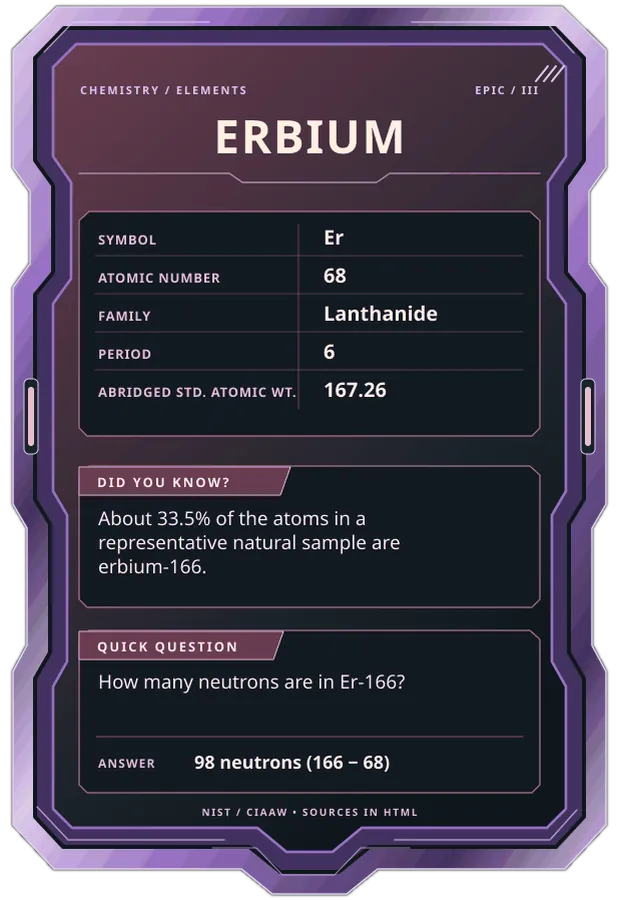 CHEMISTRY / ELEMENTS
EPIC / III
ERBIUM
SYMBOL Er
ATOMIC NUMBER 68
FAMILY Lanthanide
PERIOD 6
ABRIDGED STD. ATOMIC WT. 167.26
DID YOU KNOW?
About 33.5% of the atoms in a
representative natural sample are
erbium-166.
QUICK QUESTION
How many neutrons are in Er-166?
ANSWER 98 neutrons (166 − 68)
NIST / CIAAW • SOURCES IN HTML